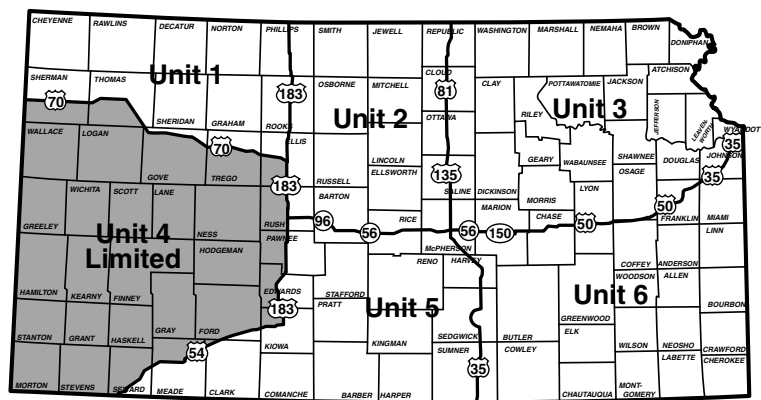 CHEYENNE
RAWLINS
DECATUR
NORTON
PHILLIPS
SMITH
JEWELL
REPUBLIC
WASHINGTON
MARSHALL
NEMAHA
BROWN
DONIPHAN
SHERMAN
THOMAS
Unit 1
CLOUD
ATCHISON
70
183
OSBORNE
MITCHELL
81
CLAY
POTTAWATOMIE
JACKSON
SHERIDAN
GRAHAM
ROOKS
Unit 2
OTTAWA
RILEY
Unit 3
JEFFERSON
LEAVEN-
WORTH
WYANDOT
WALLACE
LOGAN
70
ELLIS
LINCOLN
35
GOVE
TREGO
183
RUSSELL
ELLSWORTH
135
SALINE
DICKINSON
GEARY
WABAUNSEE
SHAWNEE
DOUGLAS
JOHNSON
OSAGE
35
WICHITA
SCOTT
LANE
BARTON
LYON
MARION
MORRIS
50
GREELEY
Unit 4
Limited
NESS
RUSH
96
RICE
56
56
150
CHASE
50
FRANKLIN
MIAMI
PAWNEE
HODGEMAN
McPHERSON
LINN
RENO
HARVEY
COFFEY
ANDERSON
HAMILTON
KEARNY
FINNEY
EDWARDS
STAFFORD
Unit 5
Unit 6
WOODSON
ALLEN
183
PRATT
BOURBON
GREENWOOD
STANTON
GRANT
HASKELL
GRAY
FORD
KIOWA
KINGMAN
SEDGWICK
BUTLER
ELK
WILSON
NEOSHO
CRAWFORD
54
SUMNER
COWLEY
LABETTE
CHEROKEE
35
MORTON
STEVENS
SEWARD
MEADE
CLARK
COMANCHE
BARBER
HARPER
CHAUTAUQUA
MONT-
GOMERY